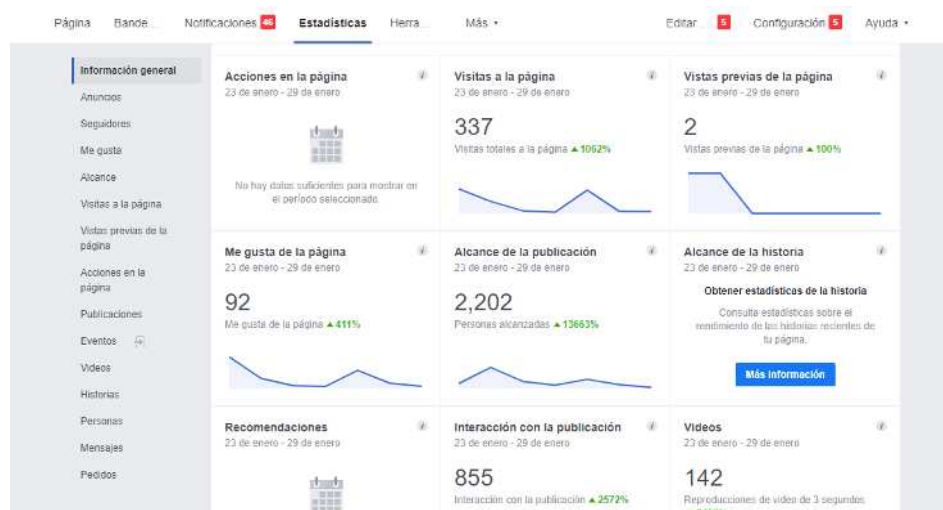 Página Bande... Notificaciones 46 Estadísticas Herra... Más Editar... 5 Configuración 5 Ayuda
Información general
Anuncios
Seguidores
Me gusta
Alcance
Visitas a la página
Vistas previas de la
página
Acciones en la
página
Publicaciones
Eventos
Videos
Historias
Personas
Mensajes
Pedidos
Acciones en la página
23 de enero - 29 de enero
No hay datos suficientes para mostrar en
el período seleccionado.
Visitas a la página
23 de enero - 29 de enero
337
Visitas totales a la página ▲ 1062%
Vistas previas de la página
23 de enero - 29 de enero
2
Vistas previas de la página ▲ 100%
Me gusta de la página
23 de enero - 29 de enero
92
Me gusta de la página ▲ 411%
Alcance de la publicación
23 de enero - 29 de enero
2,202
Personas alcanzadas ▲ 13663%
Alcance de la historia
23 de enero - 29 de enero
Obtener estadísticas de la historia
Consulta estadísticas sobre el
rendimiento de las historias recientes de
tu página.
Más información
Recomendaciones
23 de enero - 29 de enero
Interacción con la publicación
23 de enero - 29 de enero
855
Interacción con la publicación ▲ 2572%
Videos
23 de enero - 29 de enero
142
Reproducciones de video de 3 segundos